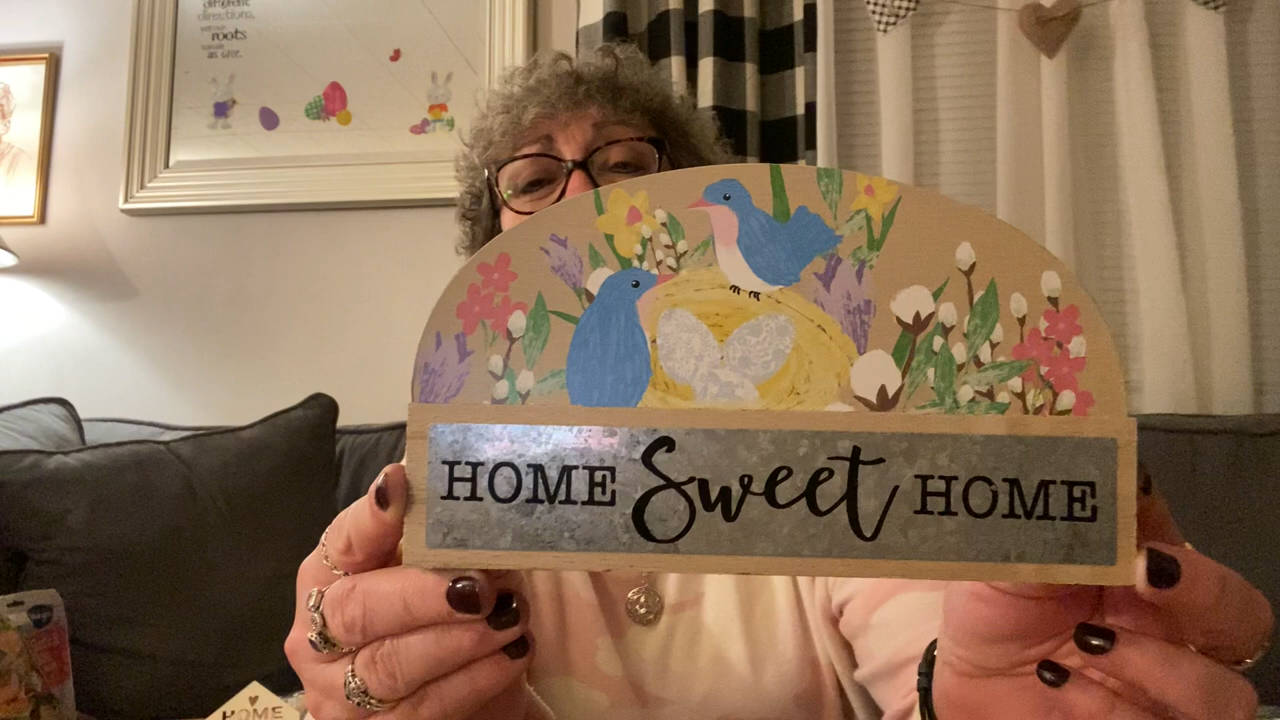 different
directions,
roots
as one.
HOME Sweet HOME
HOME